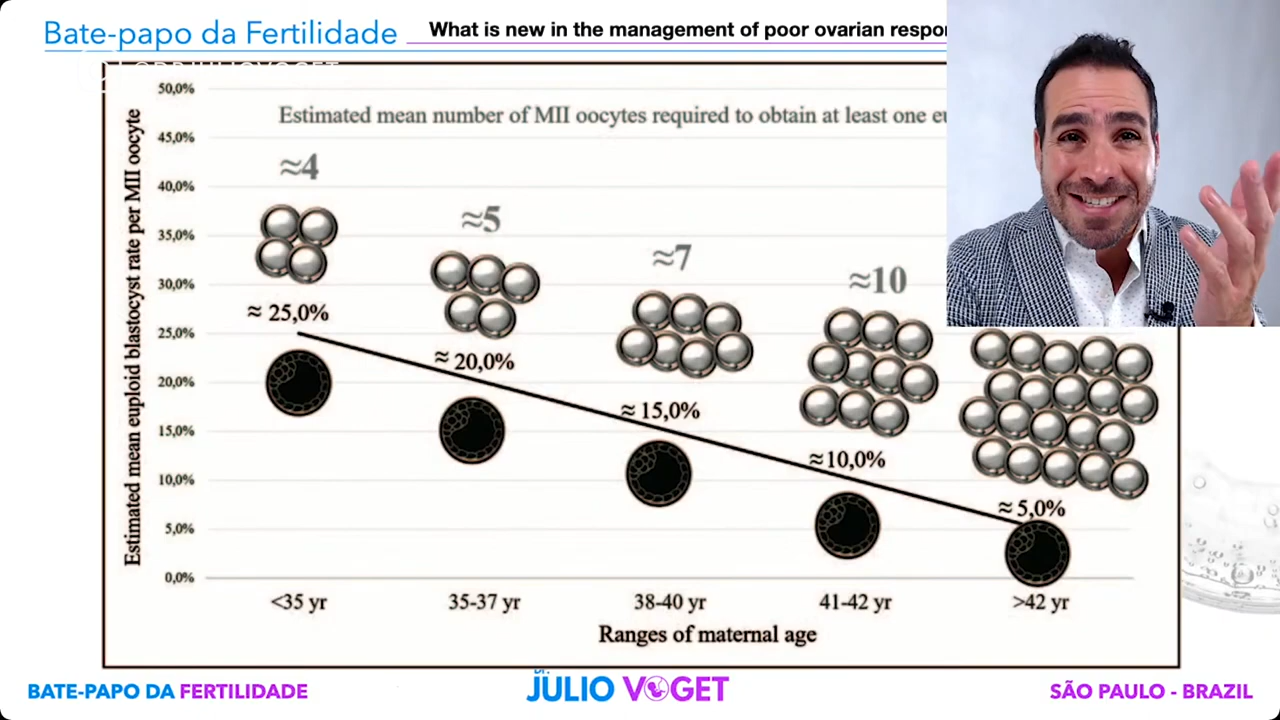 Bate-papo da Fertilidade
What is new in the management of poor ovarian
Estimated mean number of MII oocytes required to obtain at least one
Estimated mean euploid blastocyst rate per MII oocyte
50,0%
45,0%
40,0%
35,0%
30,0%
25,0%
20,0%
15,0%
10,0%
5,0%
0,0%
≈4
≈5
≈7
≈10
≈ 25,0%
≈ 20,0%
≈ 15,0%
≈10,0%
≈ 5,0%
<35 yr
35-37 yr
38-40 yr
41-42 yr
>42 yr
Ranges of maternal age
BATE-PAPO DA FERTILIDADE
JULIO VOGET
SÃO PAULO - BRAZIL